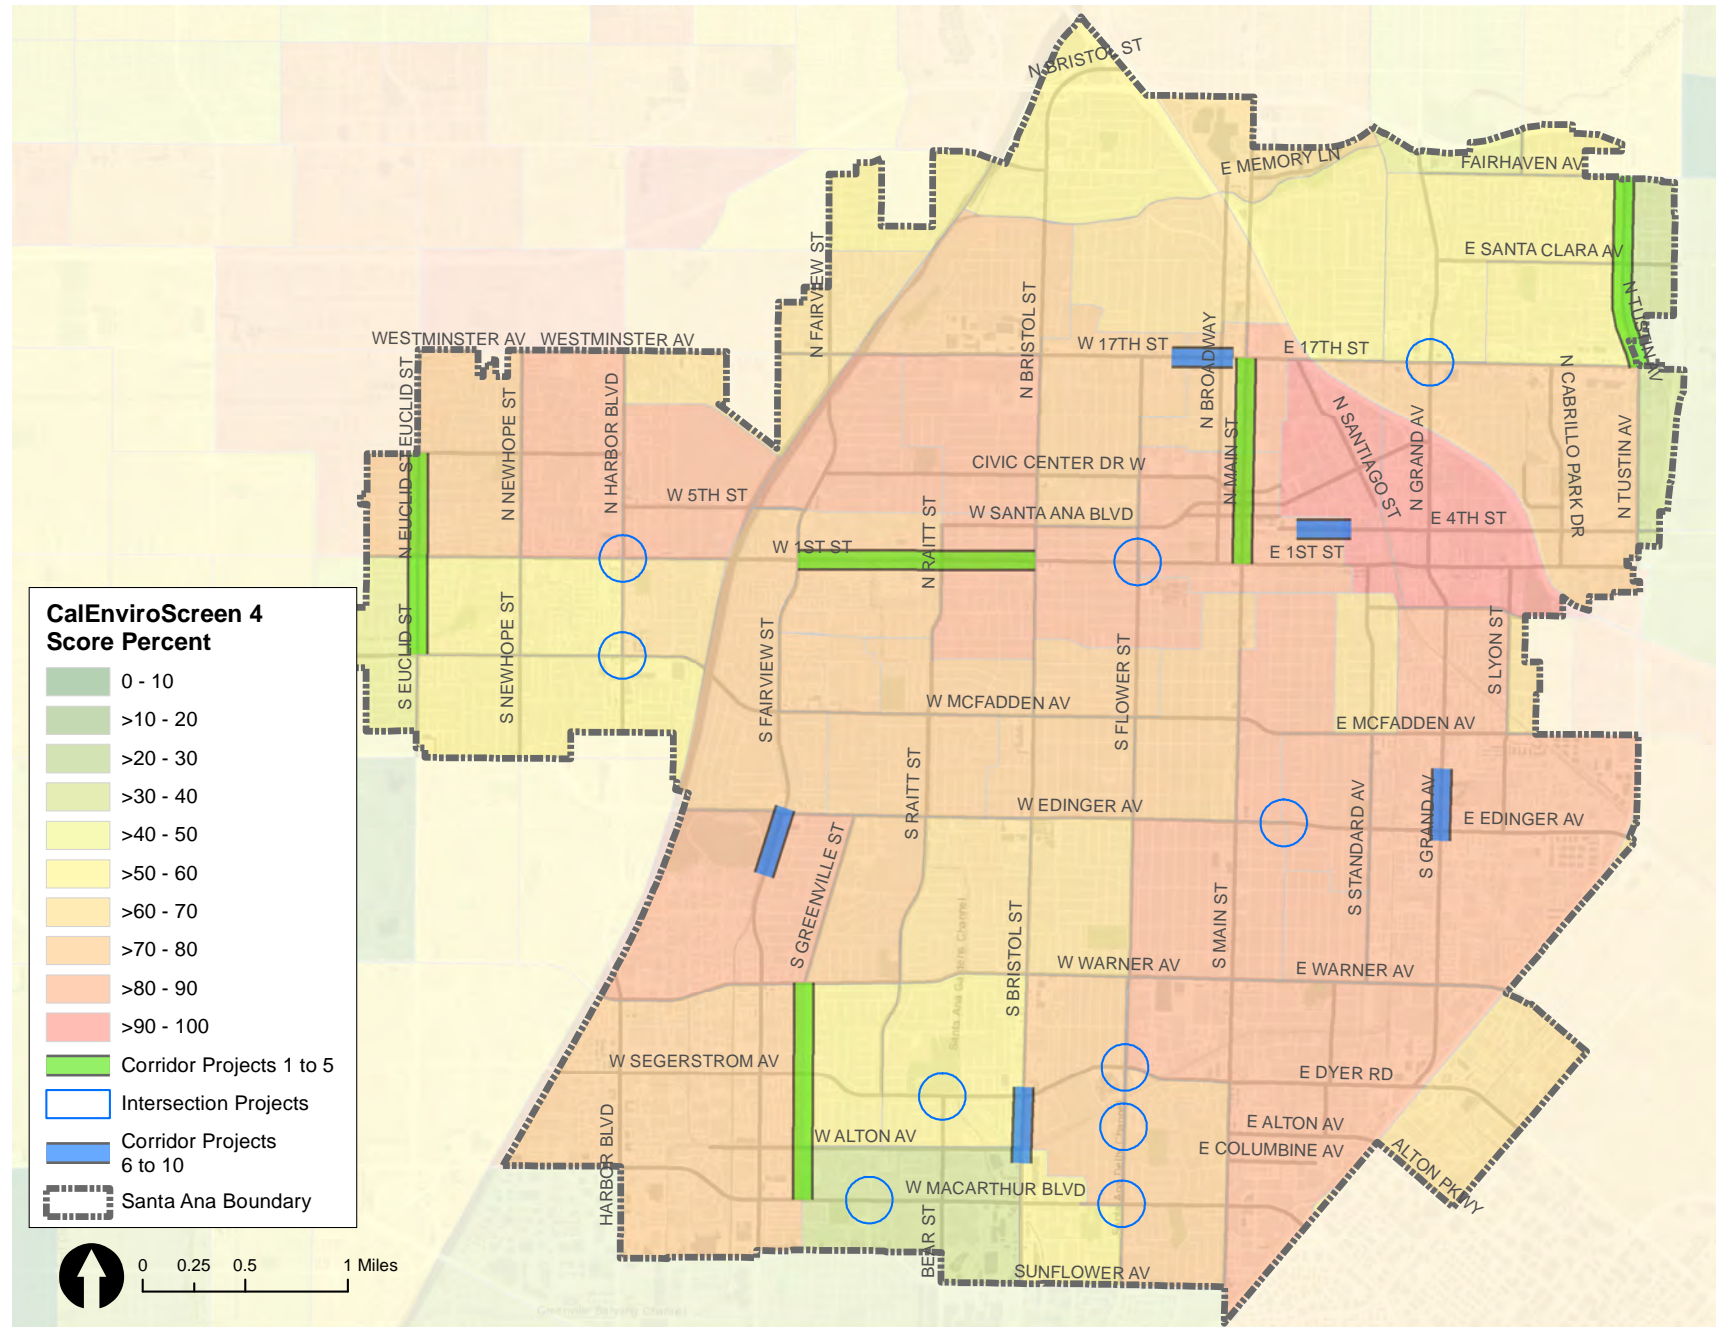 N BRISTOL ST
E MEMORY LN
FAIRHAVEN AV
E SANTA CLARA AV
N FAIRVIEW ST
N TUSTIN AV
N BRISTOL ST
N BROADWAY
WESTMINSTER AV
WESTMINSTER AV
W 17TH ST
E 17TH ST
N EUCLID ST
N EUCLID ST
N NEWHOPE ST
N HARBOR BLVD
N MAIN ST
N SANTIAGO ST
N GRAND AV
N CABRILLO PARK DR
N TUSTIN AV
CIVIC CENTER DR W
W 5TH ST
N RAITT ST
W SANTA ANA BLVD
E 4TH ST
W 1ST ST
E 1ST ST
S EUCLID ST
S NEWHOPE ST
S FAIRVIEW ST
S FLOWER ST
S LYON ST
W MCFADDEN AV
E MCFADDEN AV
S RAITT ST
W EDINGER AV
S STANDARD AV
S GRAND AV
E EDINGER AV
S GREENVILLE ST
S MAIN ST
S BRISTOL ST
Santa Ana Gardens Channel
W WARNER AV
E WARNER AV
W SEGERSTROM AV
E DYER RD
HARBOR BLVD
W ALTON AV
E ALTON AV
E COLUMBINE AV
ALTON PKWY
W MACARTHUR BLVD
BEAR ST
SUNFLOWER AV
CalEnviroScreen 4
Score Percent
0 - 10
>10 - 20
>20 - 30
>30 - 40
>40 - 50
>50 - 60
>60 - 70
>70 - 80
>80 - 90
>90 - 100
Corridor Projects 1 to 5
Intersection Projects
Corridor Projects
6 to 10
Santa Ana Boundary
0 0.25 0.5 1 Miles